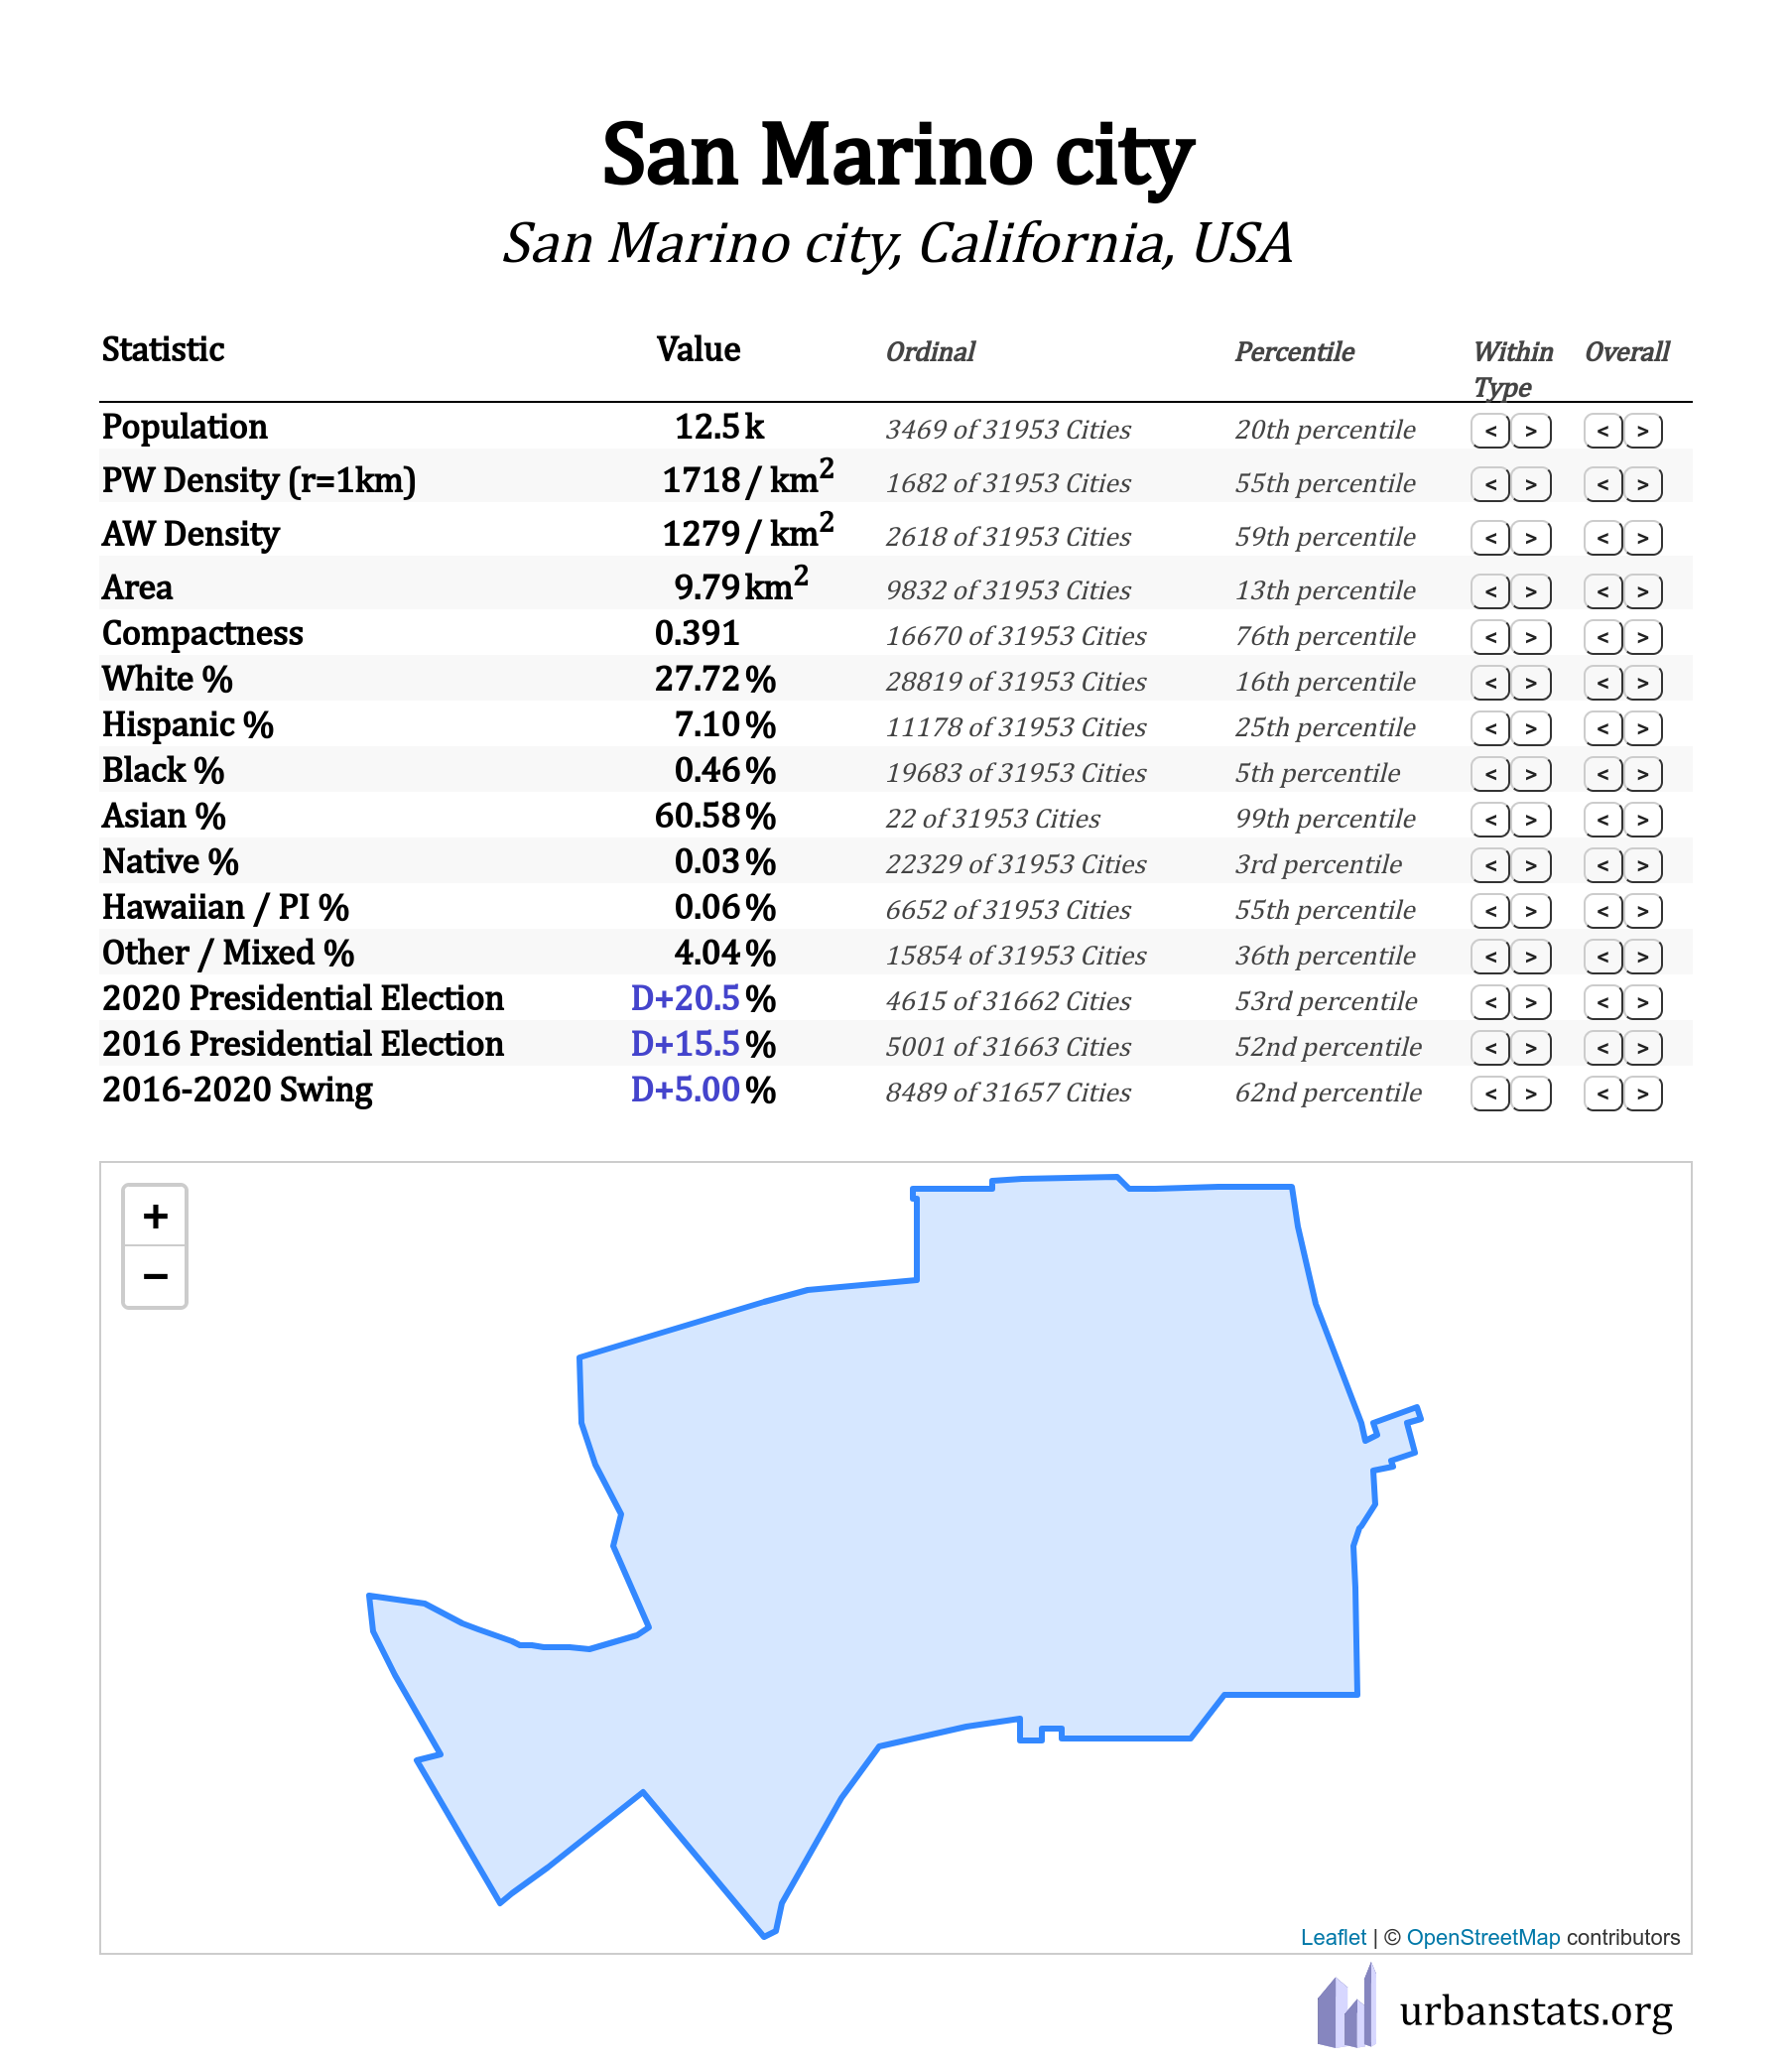 San Marino city
San Marino city, California, USA
Statistic Value Ordinal Percentile Within Type Overall
Population 12.5 k 3469 of 31953 Cities 20th percentile < > < >
PW Density (r=1km) 1718 / km² 1682 of 31953 Cities 55th percentile < > < >
AW Density 1279 / km² 2618 of 31953 Cities 59th percentile < > < >
Area 9.79 km² 9832 of 31953 Cities 13th percentile < > < >
Compactness 0.391 16670 of 31953 Cities 76th percentile < > < >
White % 27.72 % 28819 of 31953 Cities 16th percentile < > < >
Hispanic % 7.10 % 11178 of 31953 Cities 25th percentile < > < >
Black % 0.46 % 19683 of 31953 Cities 5th percentile < > < >
Asian % 60.58 % 22 of 31953 Cities 99th percentile < > < >
Native % 0.03 % 22329 of 31953 Cities 3rd percentile < > < >
Hawaiian / PI % 0.06 % 6652 of 31953 Cities 55th percentile < > < >
Other / Mixed % 4.04 % 15854 of 31953 Cities 36th percentile < > < >
2020 Presidential Election D+20.5 % 4615 of 31662 Cities 53rd percentile < > < >
2016 Presidential Election D+15.5 % 5001 of 31663 Cities 52nd percentile < > < >
2016-2020 Swing D+5.00 % 8489 of 31657 Cities 62nd percentile < > < >
+
−
Leaflet | © OpenStreetMap contributors
urbanstats.org